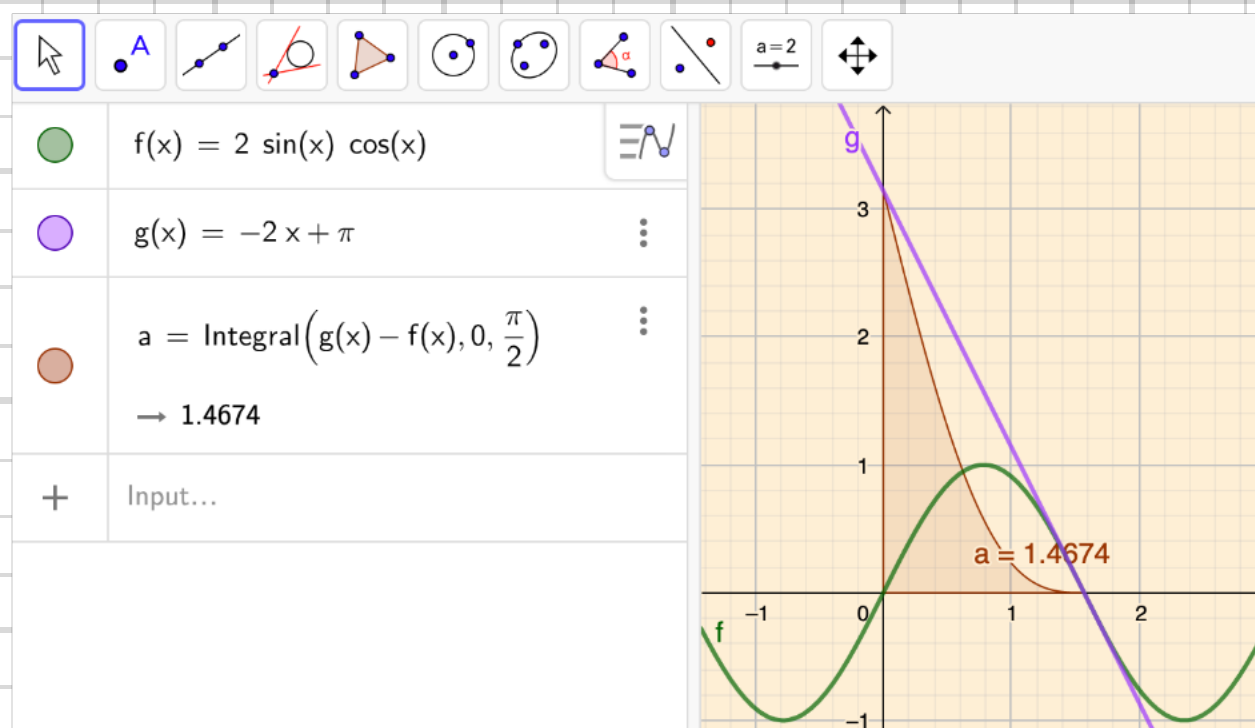 A
α
a=2
f(x) = 2 sin(x) cos(x)
g(x) = −2 x + π
a = Integral(g(x) − f(x), 0, π/2)
→ 1.4674
+ Input...
g
3
2
1
a = 1.4674
−1 0 1 2
f
−1